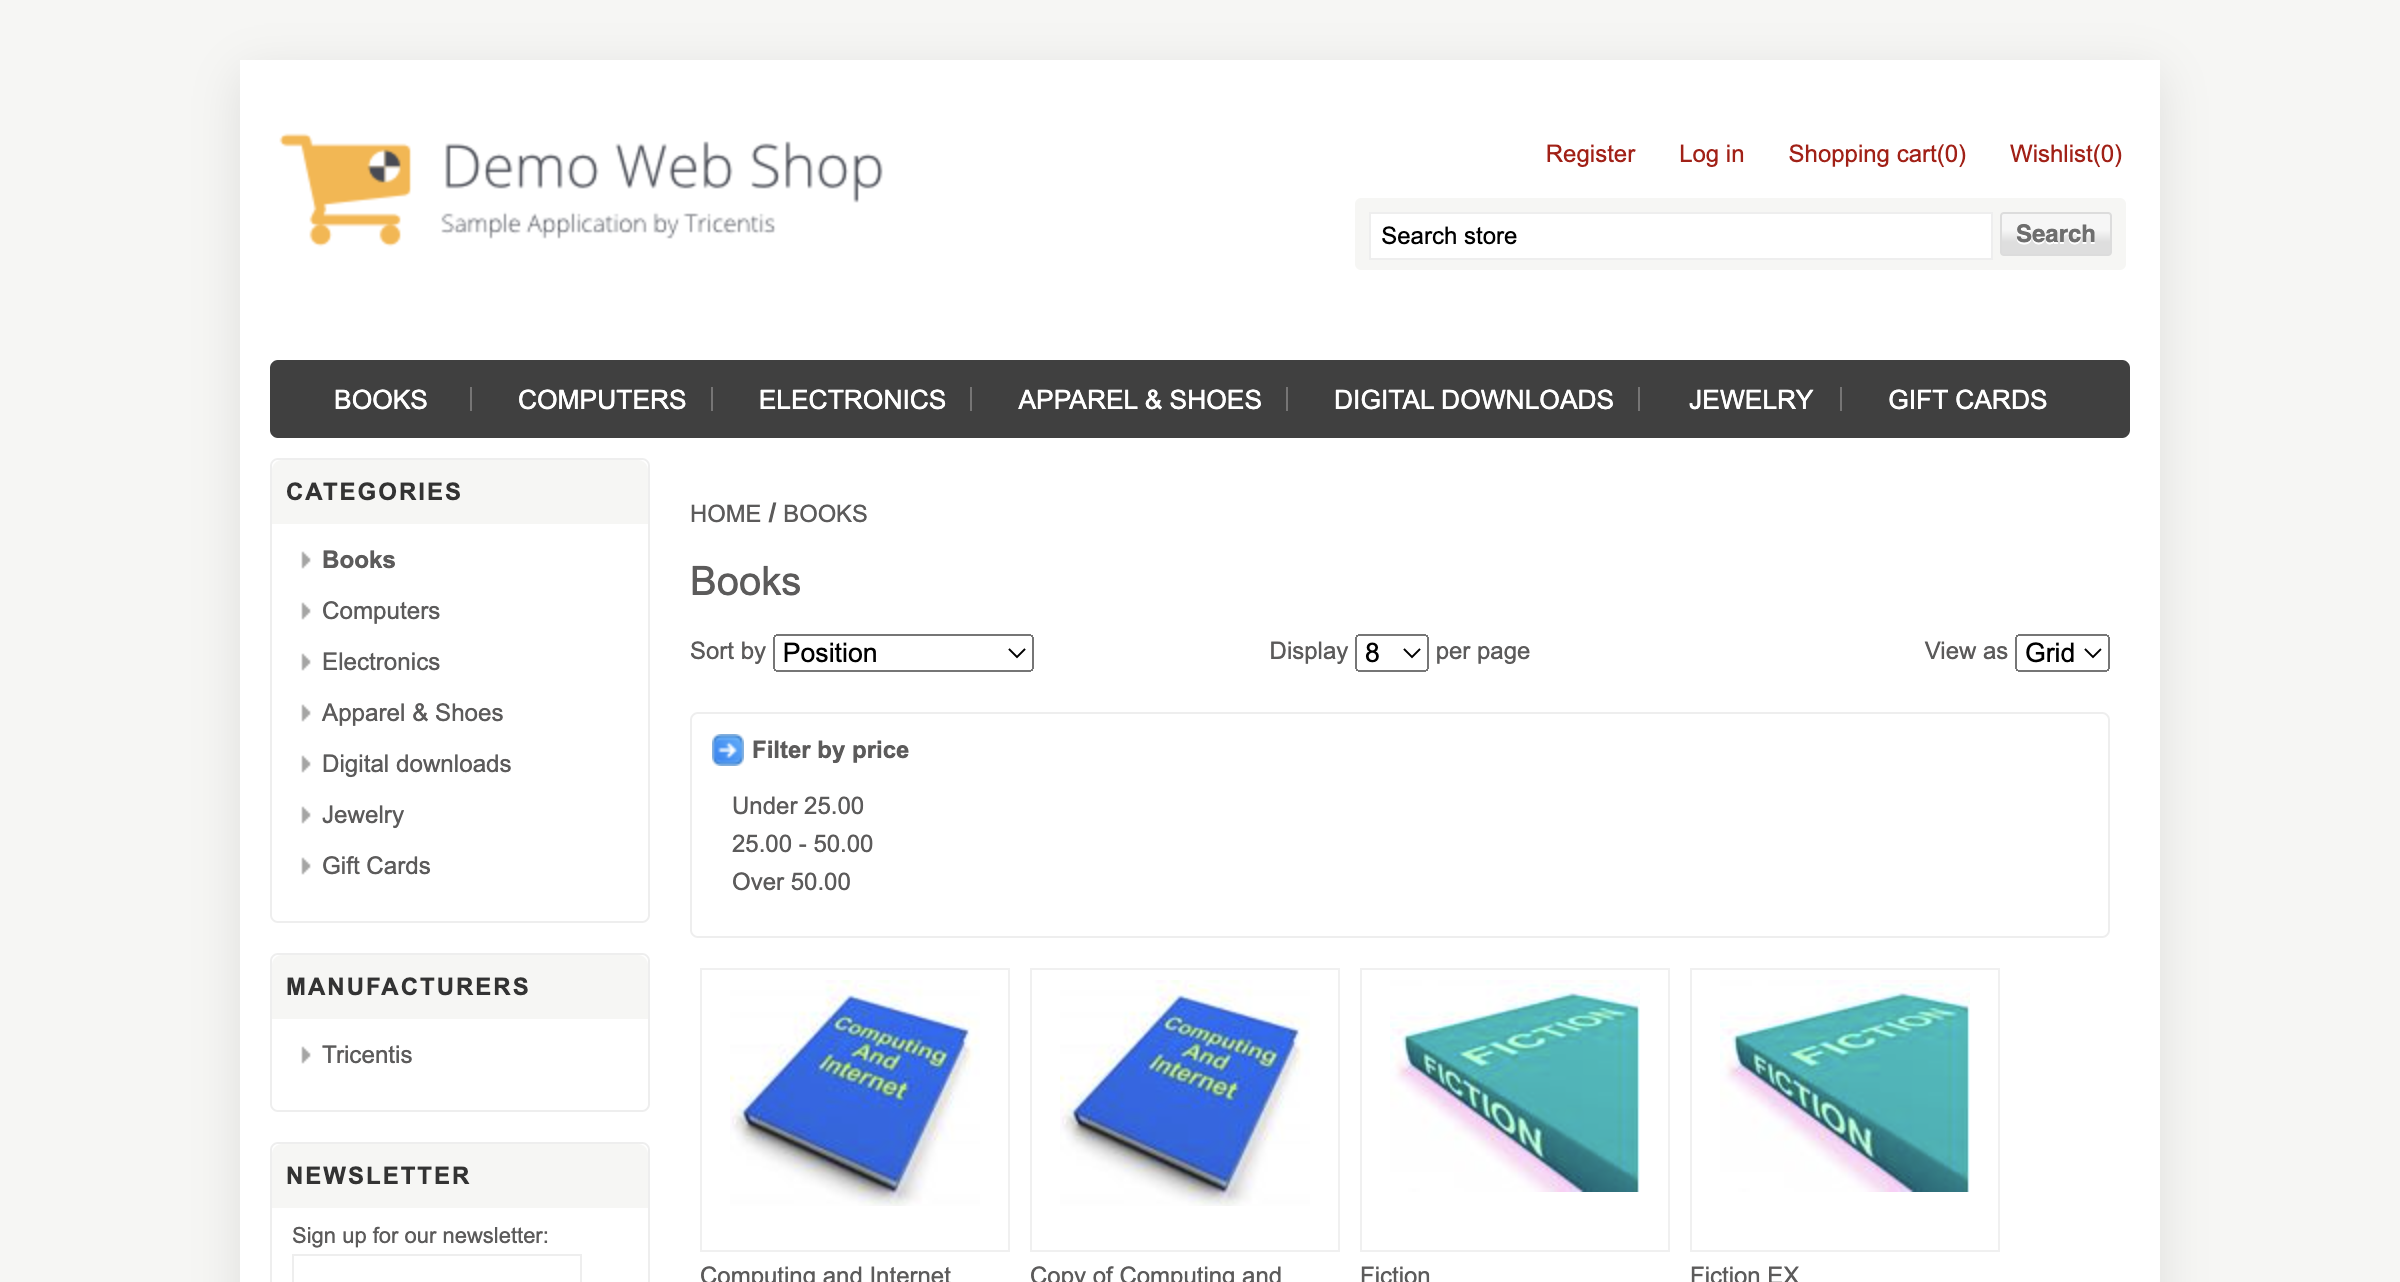 Demo Web Shop
Sample Application by Tricentis
Register Log in Shopping cart(0) Wishlist(0)
Search store Search
BOOKS COMPUTERS ELECTRONICS APPAREL & SHOES DIGITAL DOWNLOADS JEWELRY GIFT CARDS
CATEGORIES
Books
Computers
Electronics
Apparel & Shoes
Digital downloads
Jewelry
Gift Cards
MANUFACTURERS
Tricentis
NEWSLETTER
Sign up for our newsletter:
HOME / BOOKS
Books
Sort by Position Display 8 per page View as Grid
Filter by price
Under 25.00
25.00 - 50.00
Over 50.00
Computing
And
Internet
Computing
And
Internet
FICTION
FICTION
FICTION
FICTION
Computing and Internet
Copy of Computing and
Fiction
Fiction EX